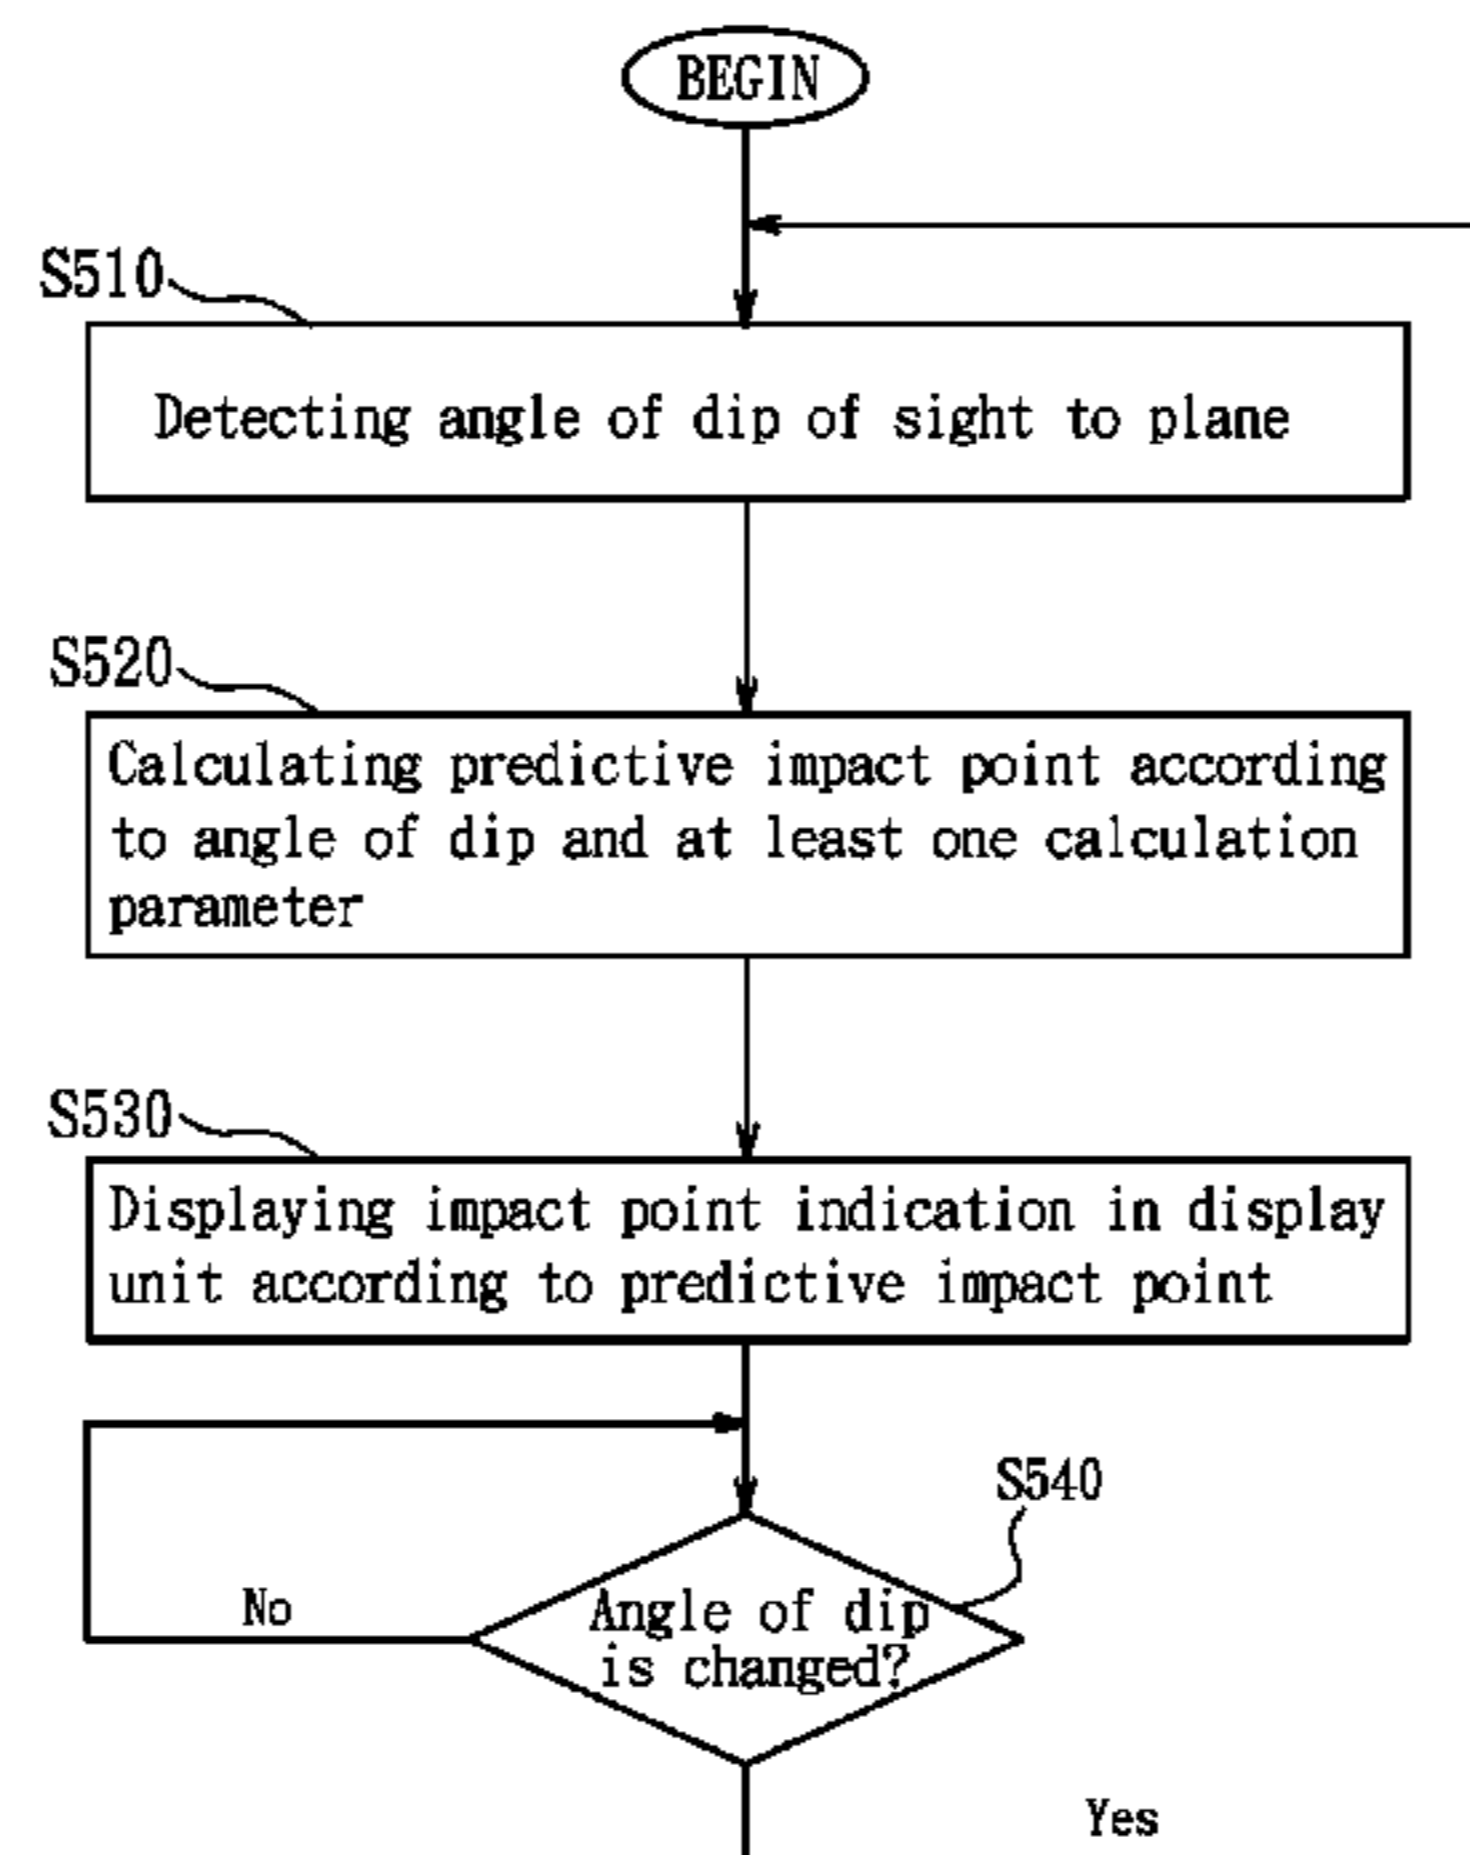 BEGIN
S510
Detecting angle of dip of sight to plane
S520
Calculating predictive impact point according
to angle of dip and at least one calculation
parameter
S530
Displaying impact point indication in display
unit according to predictive impact point
S540
No
Angle of dip
is changed?
Yes